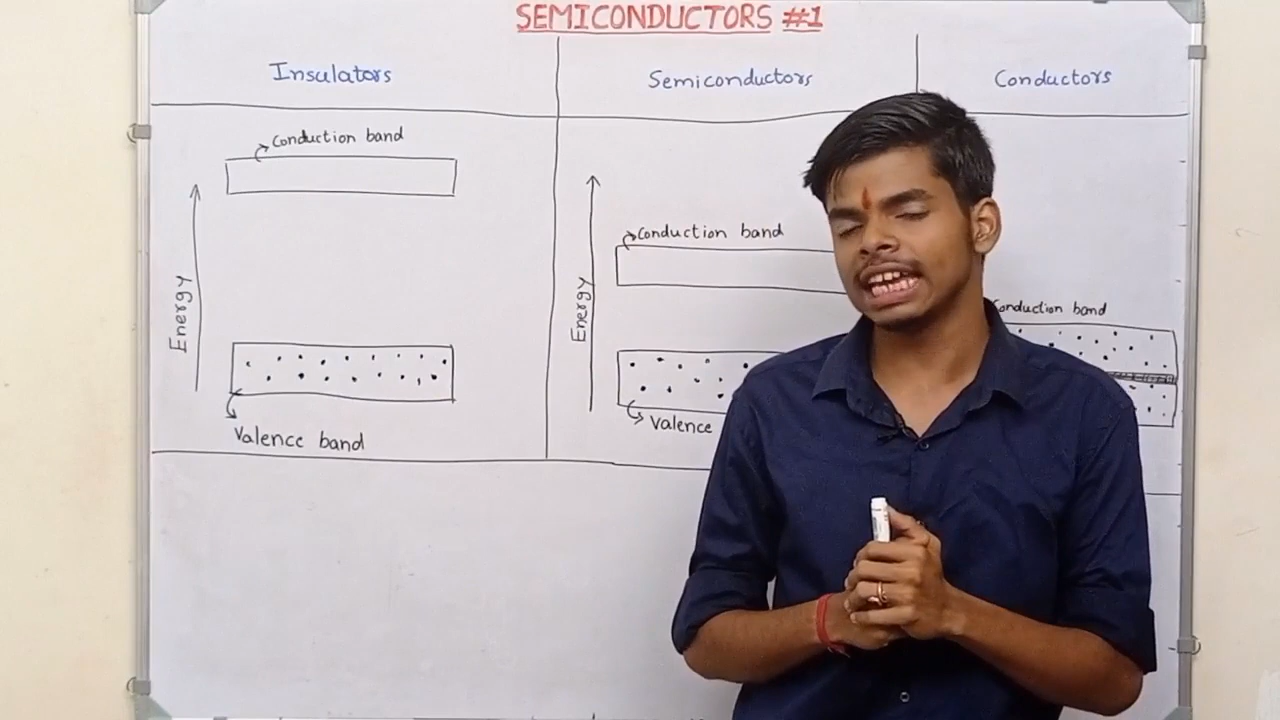 SEMICONDUCTORS #1
Insulators
Semiconductors
Conductors
Conduction band
Energy
Valence band
Conduction band
Energy
Valence
Conduction band